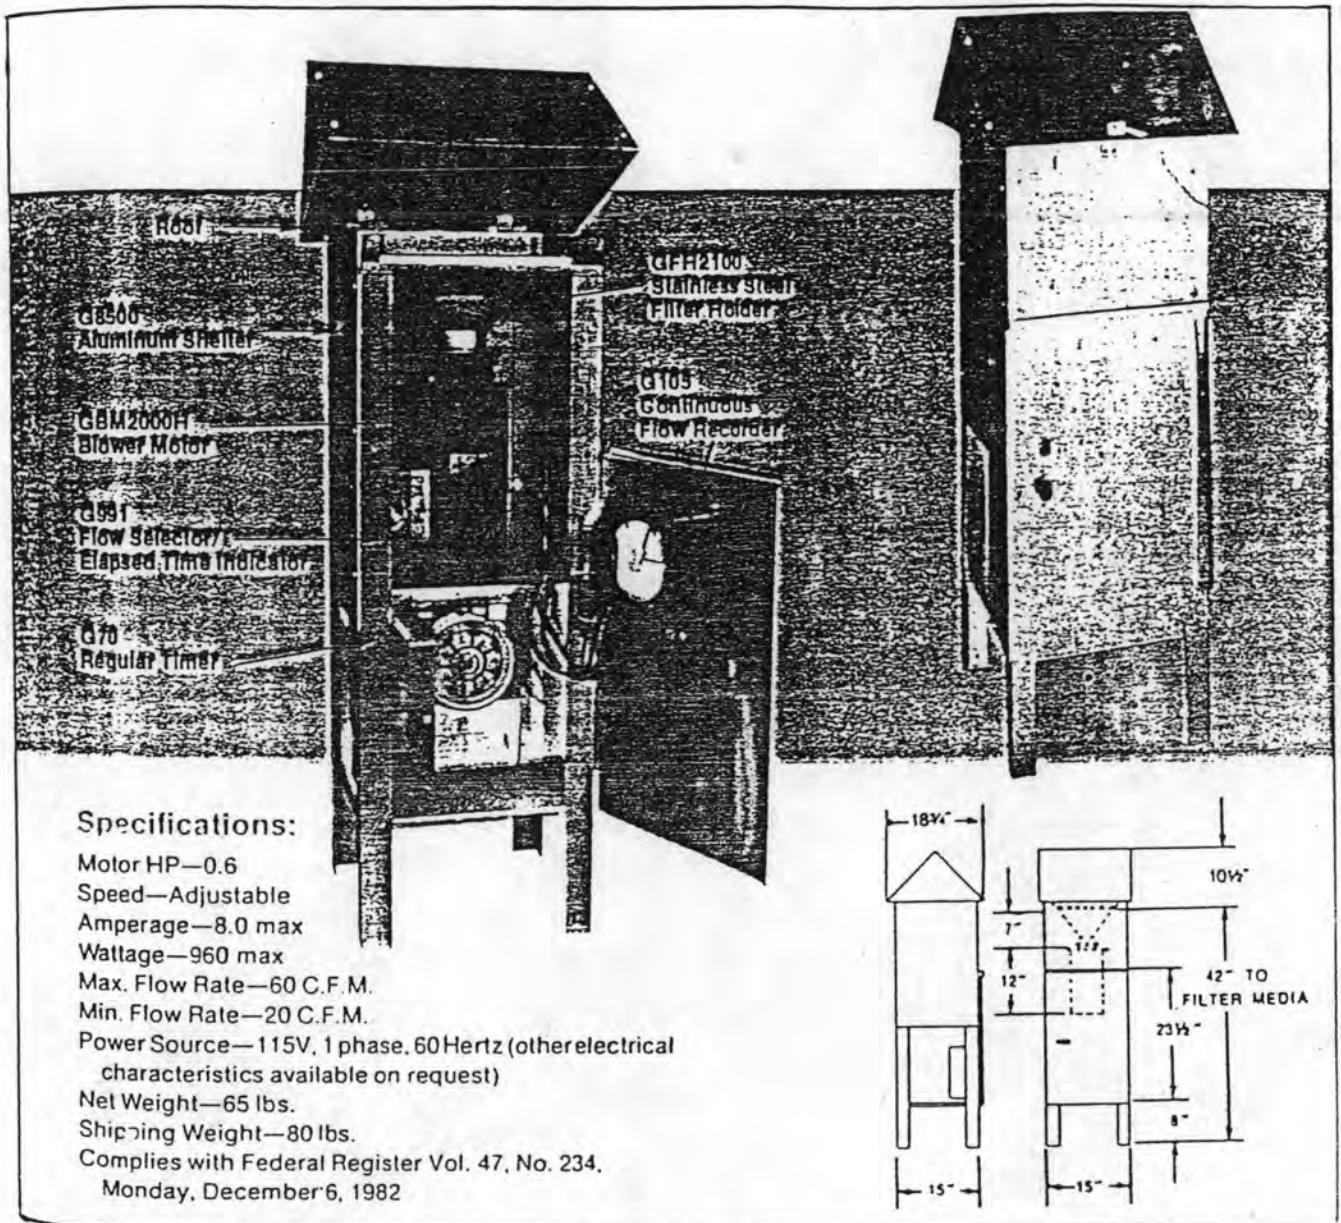 Roof
G8500
Aluminum Shelter
GBM2000H
Blower Motor
G991
Flow Selector/
Elapsed Time Indicator
G70
Regular Timer
GFH2100
Stainless Steel
Filter Holder
G105
Continuous
Flow Recorder
Specifications:
Motor HP—0.6
Speed—Adjustable
Amperage—8.0 max
Wattage—960 max
Max. Flow Rate—60 C.F.M.
Min. Flow Rate—20 C.F.M.
Power Source—115V, 1 phase, 60 Hertz (other electrical
characteristics available on request)
Net Weight—65 lbs.
Shipping Weight—80 lbs.
Complies with Federal Register Vol. 47, No. 234,
Monday, December 6, 1982
18¾"
10½"
7"
12"
42" TO
FILTER MEDIA
23½"
8"
15"
15"